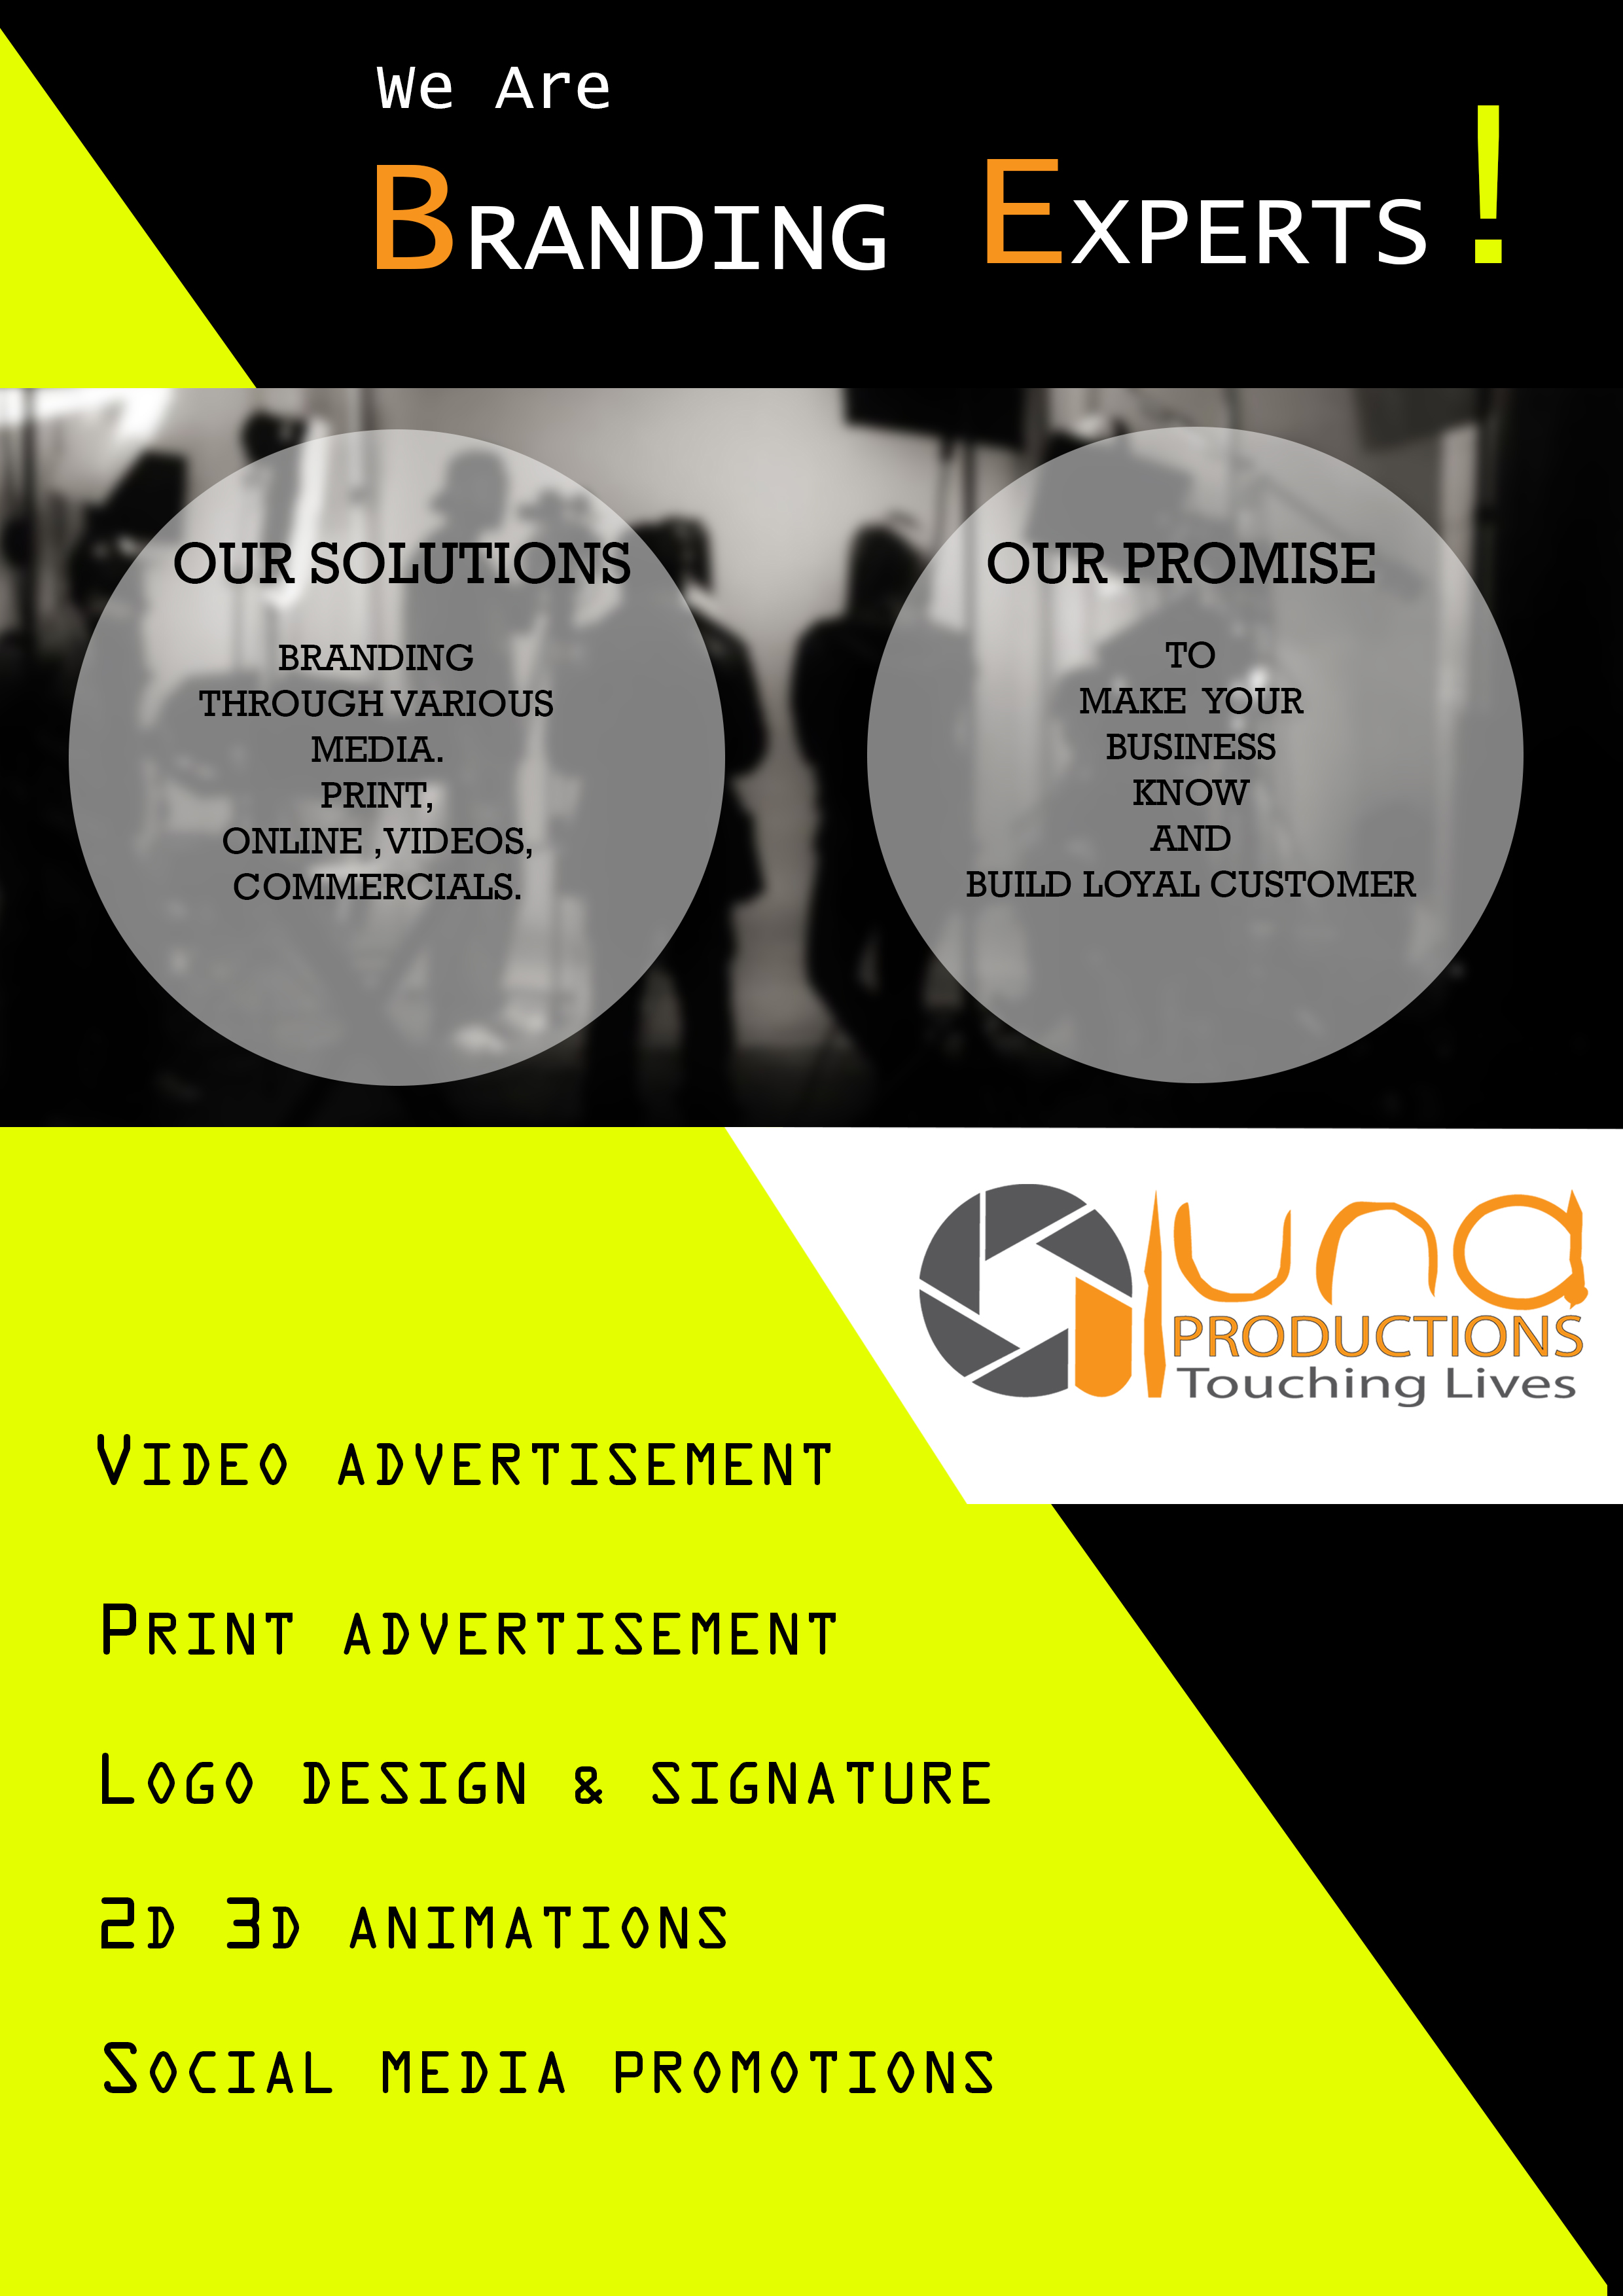 We Are
BRANDING EXPERTS!
OUR SOLUTIONS
BRANDING
THROUGH VARIOUS
MEDIA.
PRINT,
ONLINE ,VIDEOS,
COMMERCIALS.
OUR PROMISE
TO
MAKE YOUR
BUSINESS
KNOW
AND
BUILD LOYAL CUSTOMER
PRODUCTIONS
Touching Lives
VIDEO ADVERTISEMENT
PRINT ADVERTISEMENT
LOGO DESIGN & SIGNATURE
2D 3D ANIMATIONS
SOCIAL MEDIA PROMOTIONS